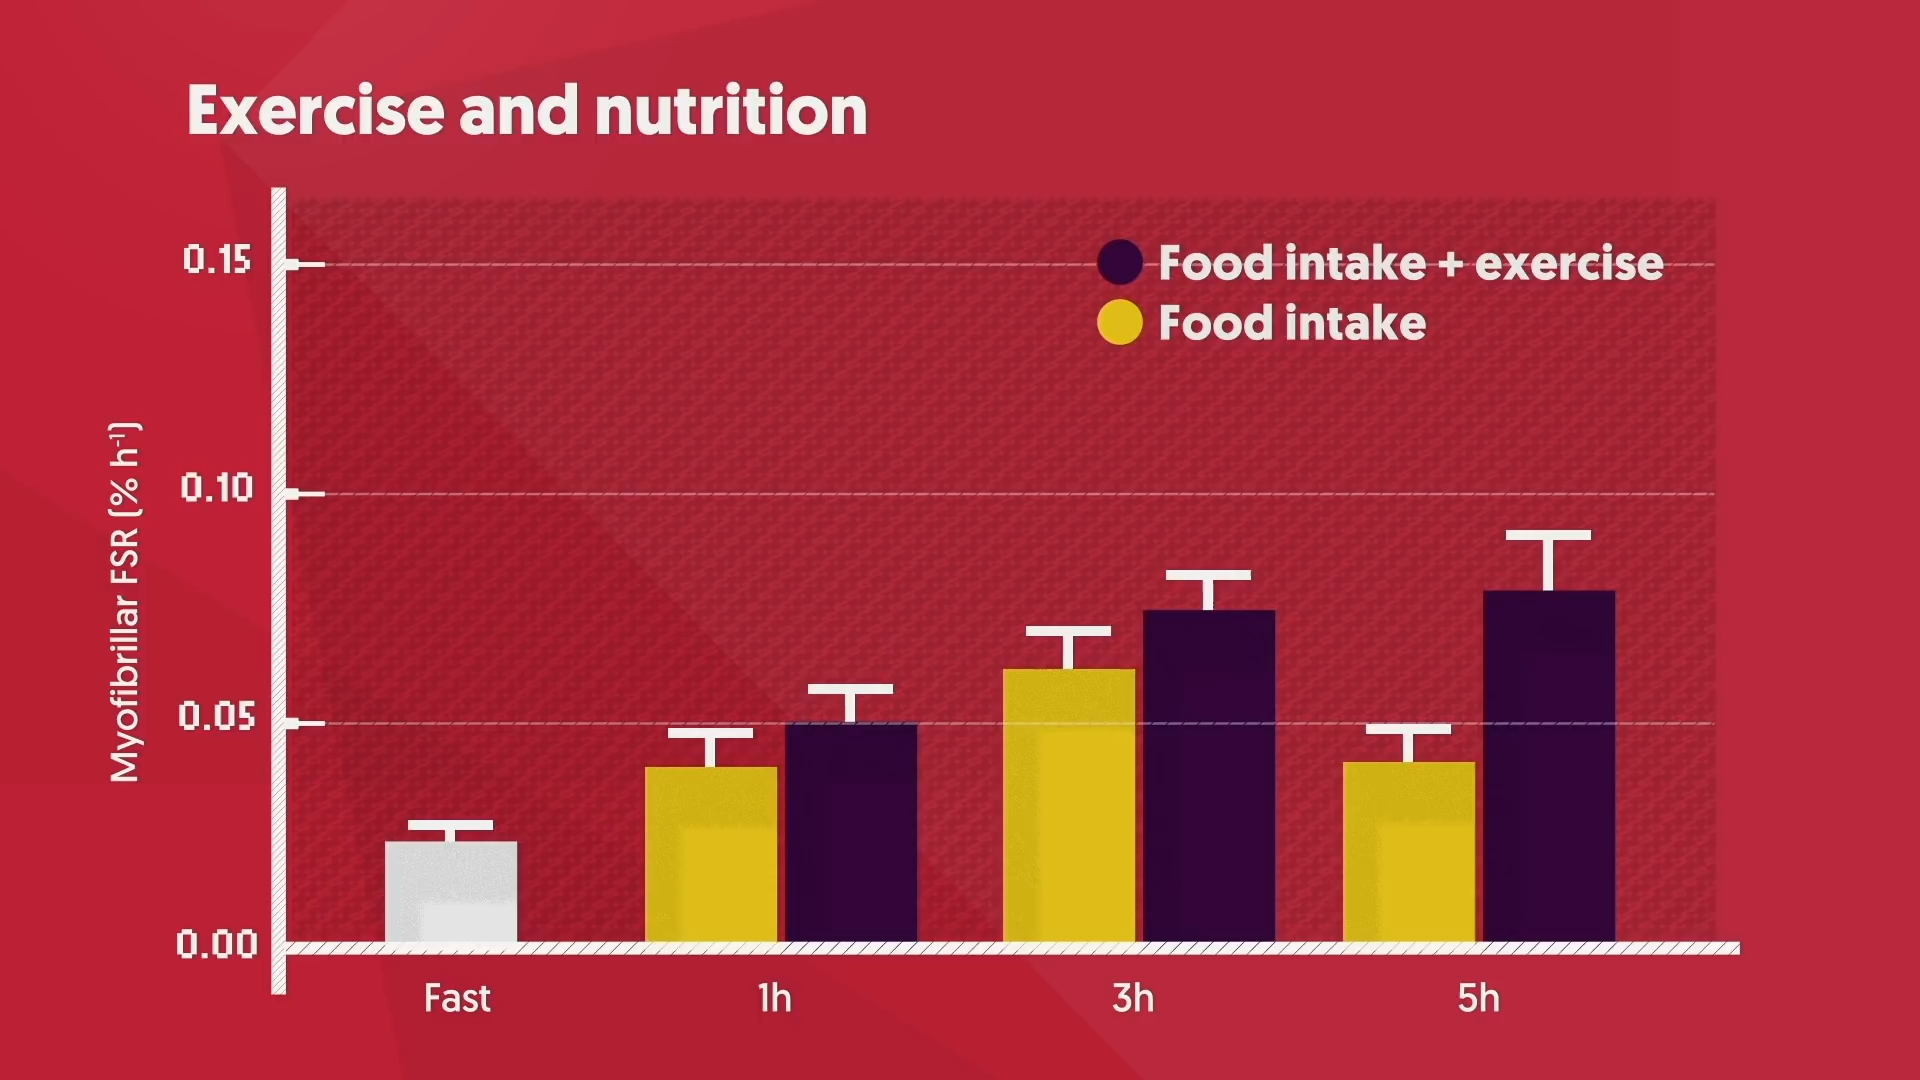 Exercise and nutrition
Food intake + exercise
Food intake
Myofibrillar FSR (% h⁻¹)
0.15
0.10
0.05
0.00
Fast
1h
3h
5h